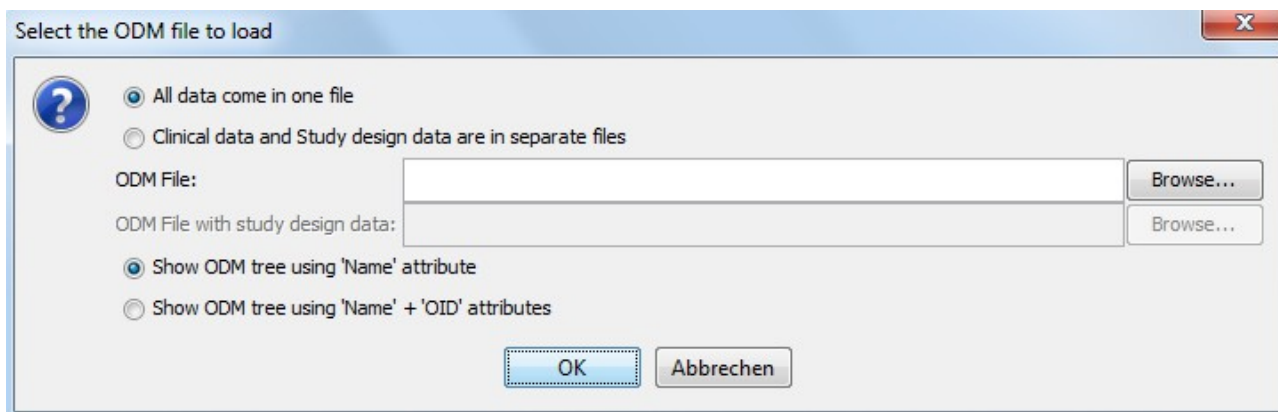 Select the ODM file to load
All data come in one file
Clinical data and Study design data are in separate files
ODM File: Browse...
ODM File with study design data: Browse...
Show ODM tree using 'Name' attribute
Show ODM tree using 'Name' + 'OID' attributes
OK Abbrechen